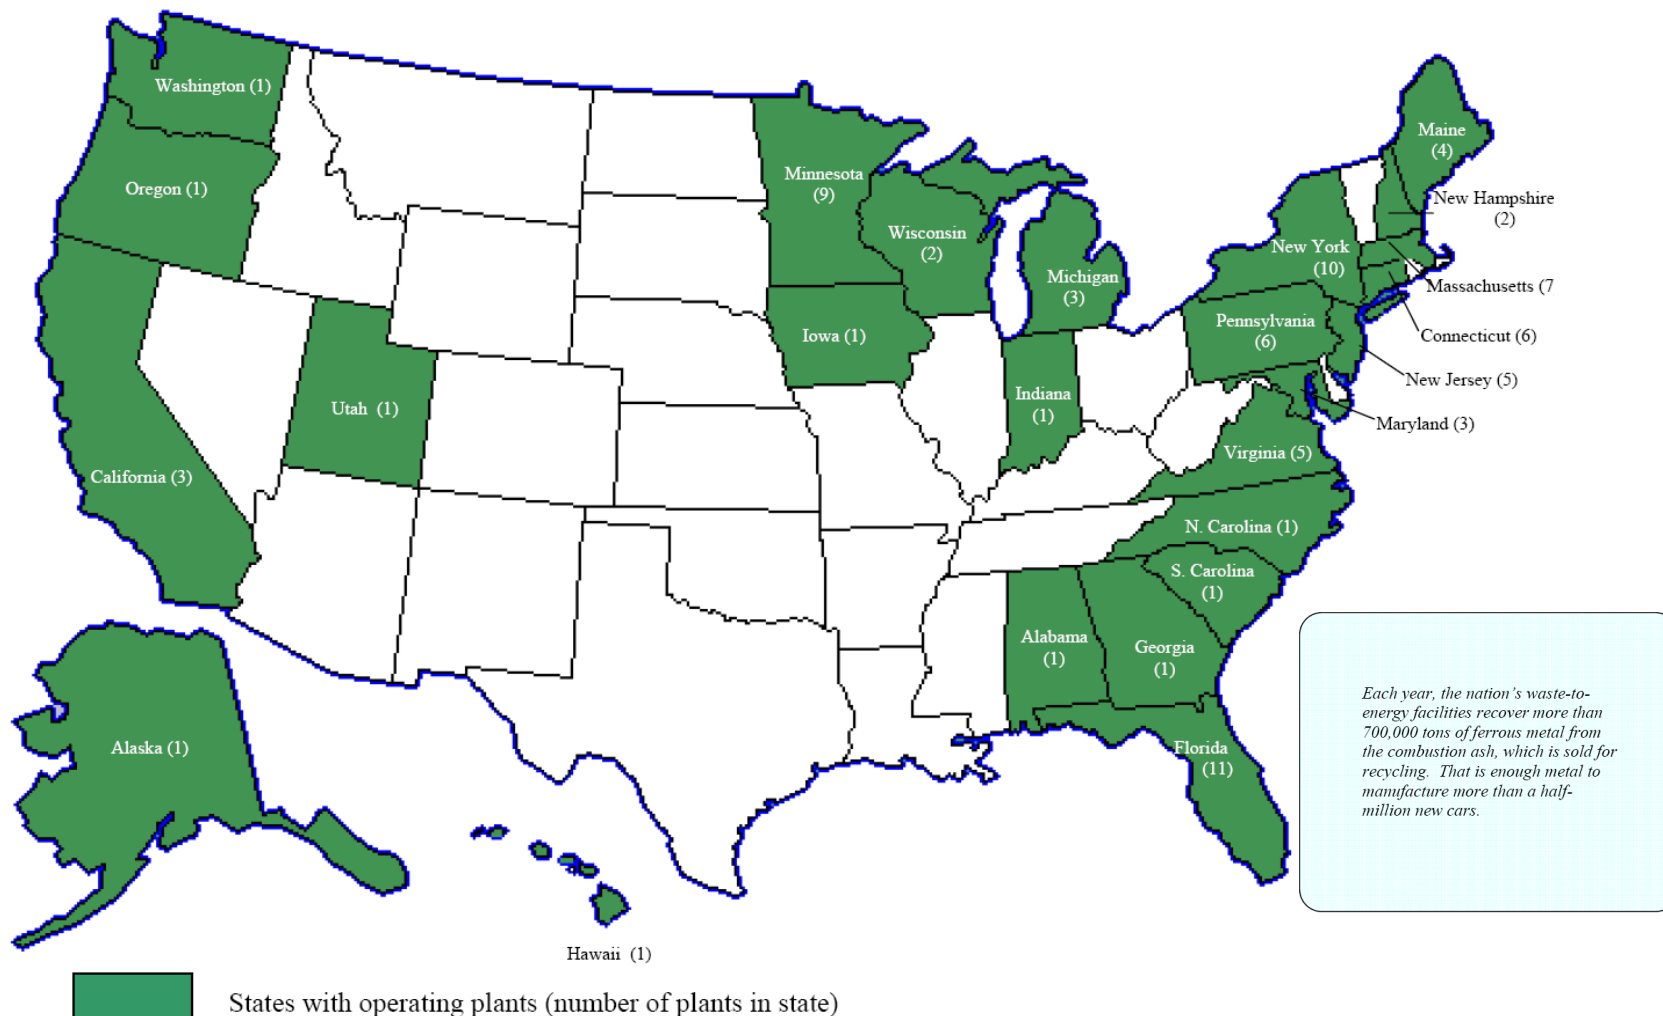 Washington (1)
Oregon (1)
California (3)
Utah  (1)
Minnesota
(9)
Wisconsin
(2)
Iowa (1)
Michigan
(3)
Indiana
(1)
Maine
(4)
New Hampshire
(2)
New York
(10)
Massachusetts (7
Pennsylvania
(6)
Connecticut (6)
New Jersey (5)
Maryland (3)
Virginia (5)
N. Carolina (1)
S. Carolina
(1)
Alabama
(1)
Georgia
(1)
Florida
(11)
Alaska (1)
Hawaii  (1)
Each year, the nation’s waste-to-
energy facilities recover more than
700,000 tons of ferrous metal from
the combustion ash, which is sold for
recycling.  That is enough metal to
manufacture more than a half-
million new cars.
States with operating plants (number of plants in state)